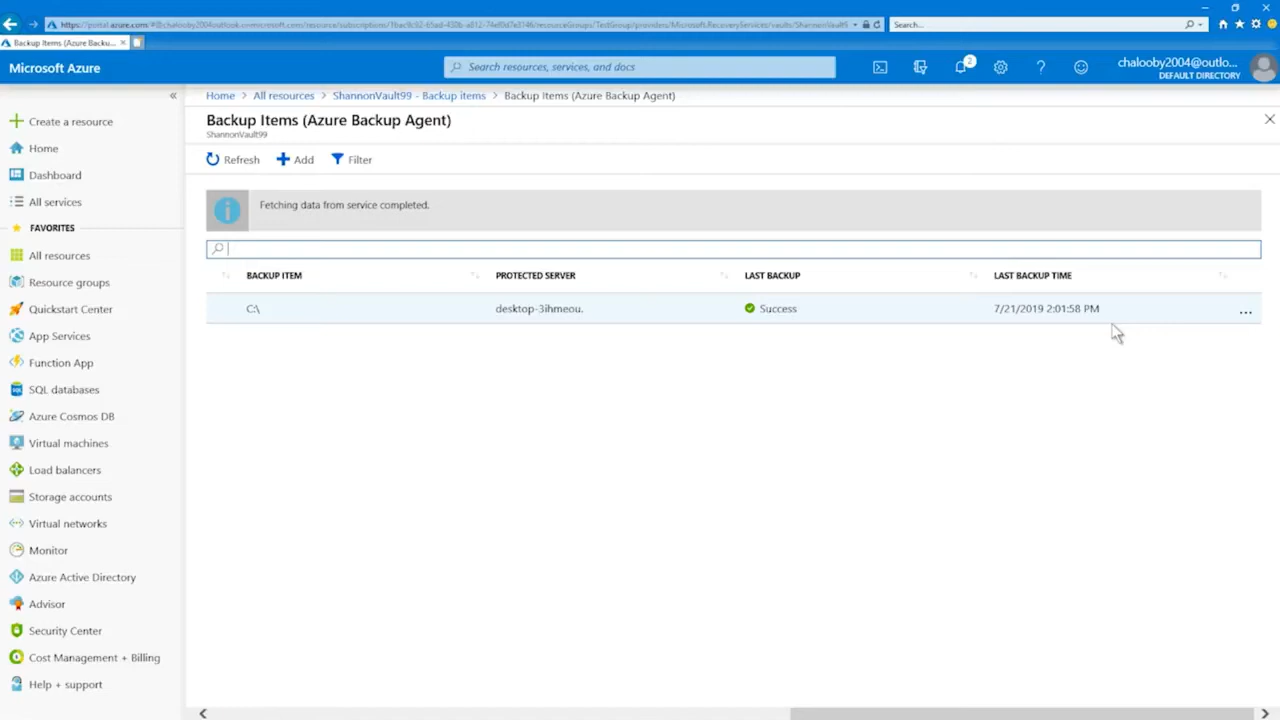 Search...
Backup Items (Azure Backu...
Microsoft Azure
Search resources, services, and docs
2
chalooby2004@outlo...
DEFAULT DIRECTORY
Home > All resources > ShannonVault99 - Backup items > Backup Items (Azure Backup Agent)
Backup Items (Azure Backup Agent)
ShannonVault99
Refresh
Add
Filter
Fetching data from service completed.
BACKUP ITEM PROTECTED SERVER LAST BACKUP LAST BACKUP TIME
C:\ desktop-3ihmeou. Success 7/21/2019 2:01:58 PM ...
Create a resource
Home
Dashboard
All services
FAVORITES
All resources
Resource groups
Quickstart Center
App Services
Function App
SQL databases
Azure Cosmos DB
Virtual machines
Load balancers
Storage accounts
Virtual networks
Monitor
Azure Active Directory
Advisor
Security Center
Cost Management + Billing
Help + support